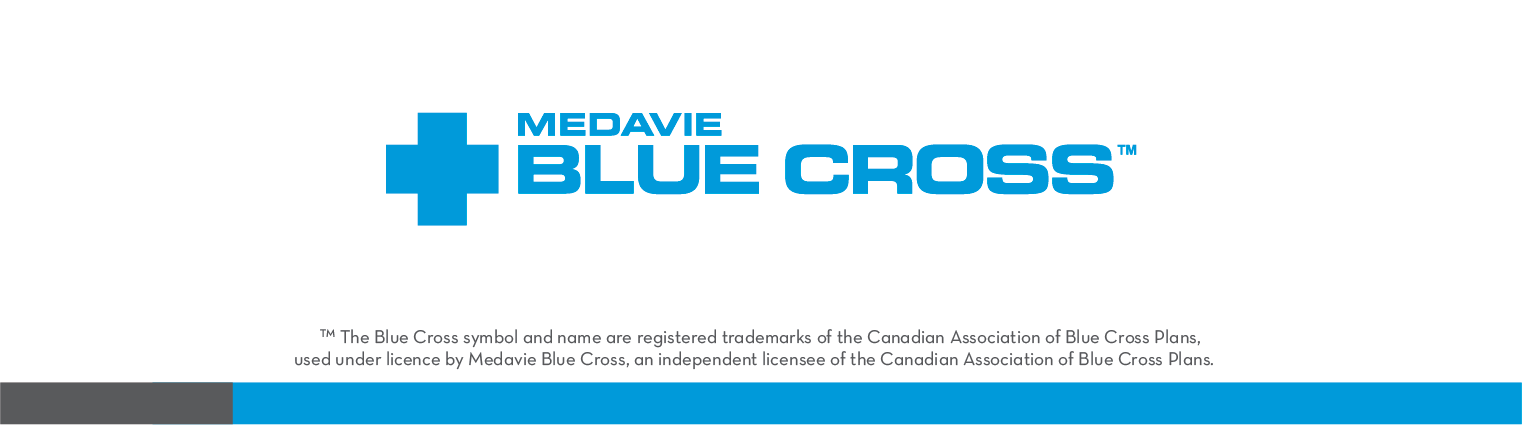 MEDAVIE
BLUE CROSS™
™ The Blue Cross symbol and name are registered trademarks of the Canadian Association of Blue Cross Plans,
used under licence by Medavie Blue Cross, an independent licensee of the Canadian Association of Blue Cross Plans.